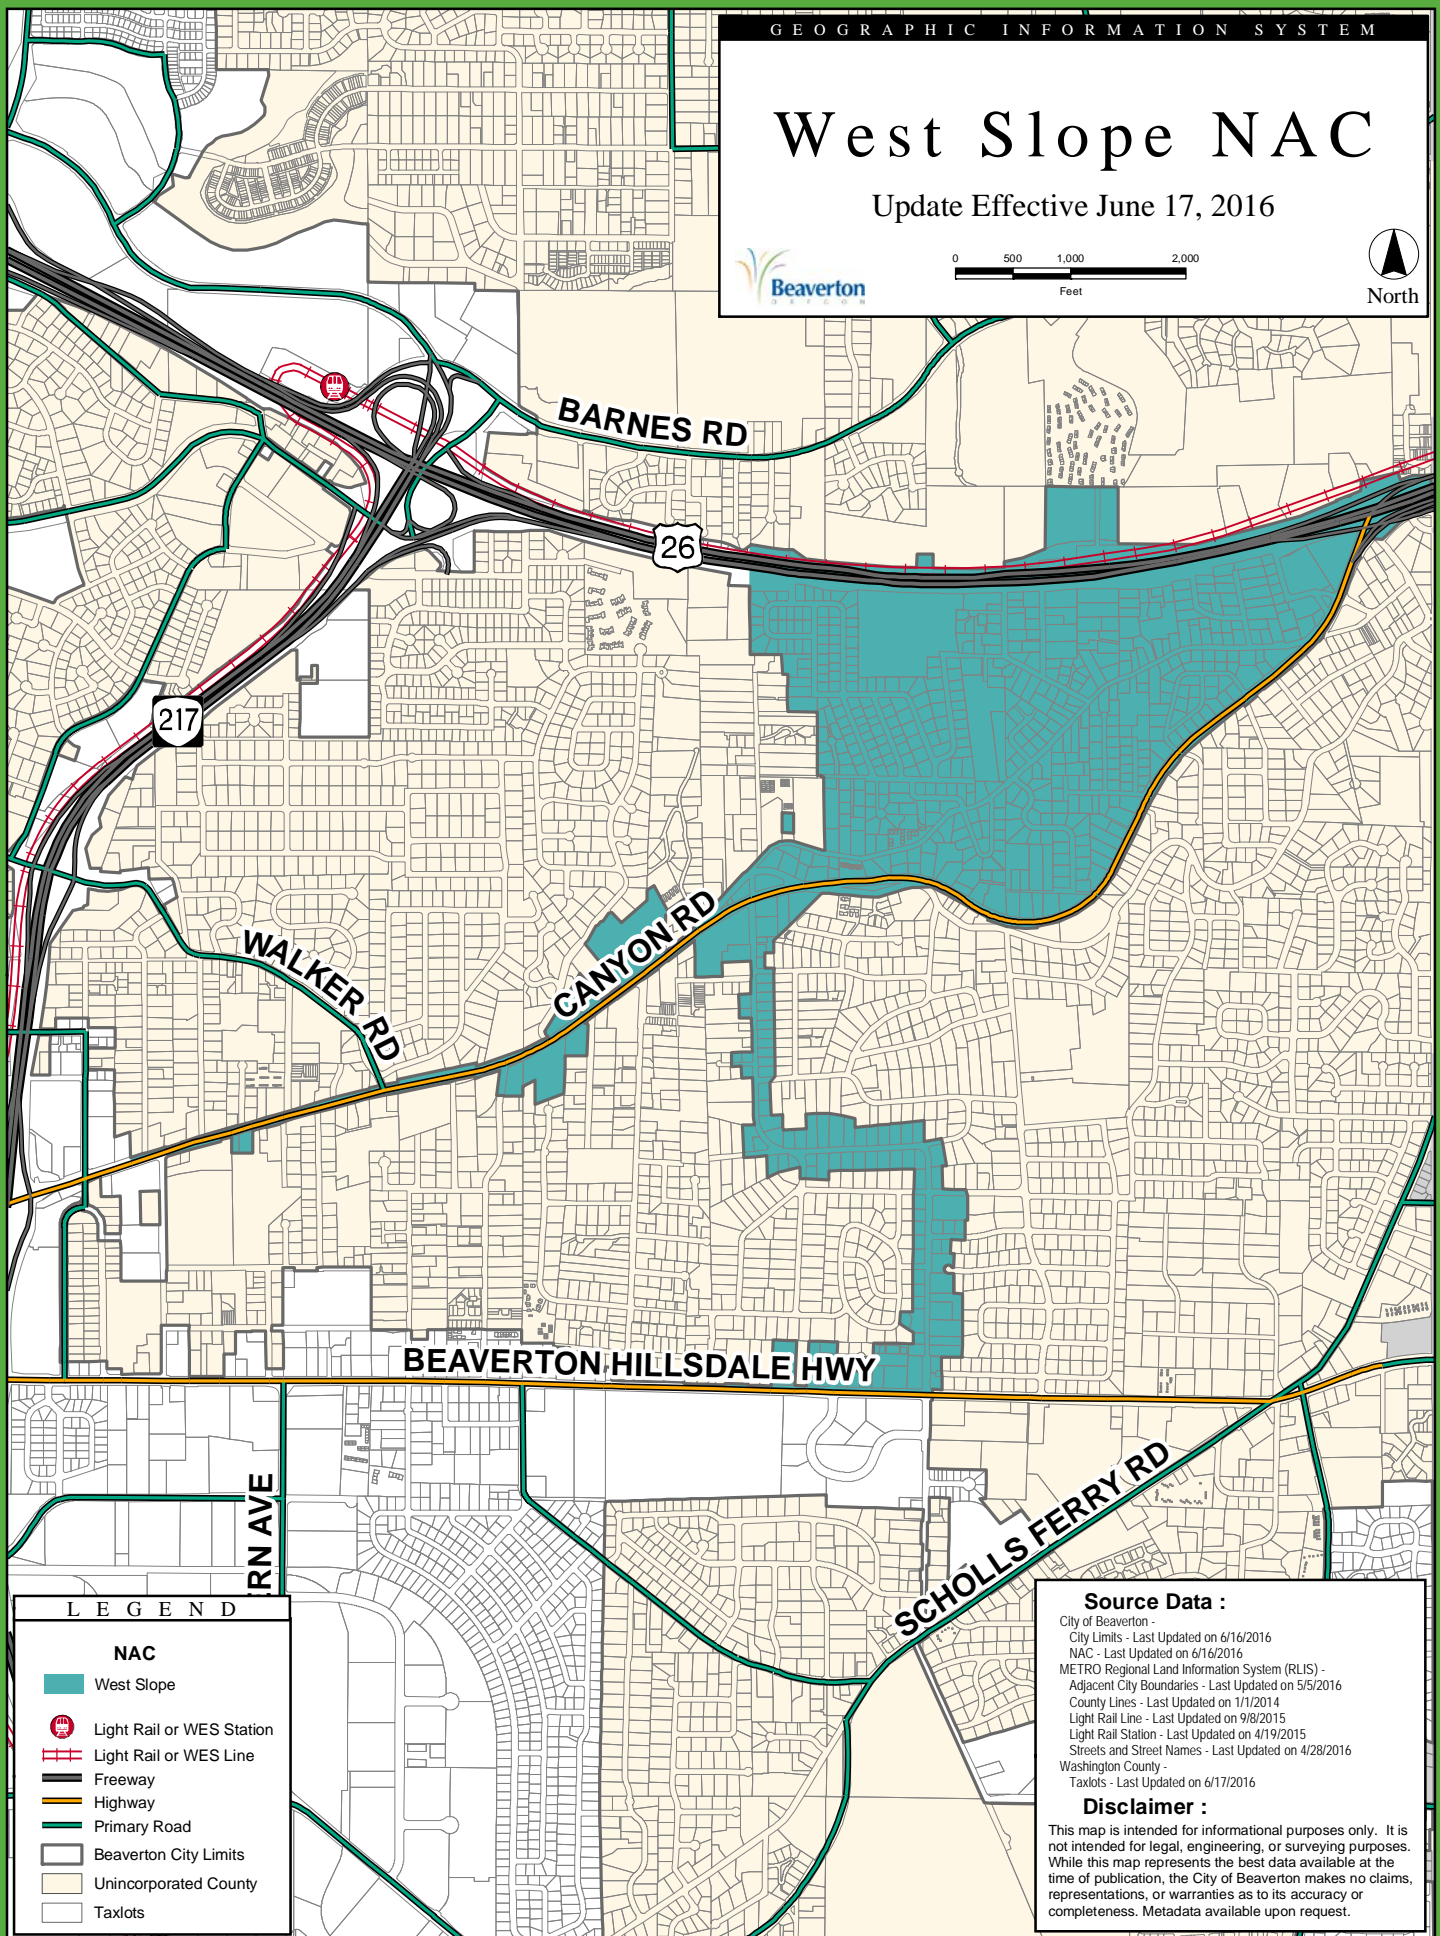 GEOGRAPHIC INFORMATION SYSTEM
West Slope NAC
Update Effective June 17, 2016
Beaverton
OREGON
0 500 1,000 2,000
Feet
North
BARNES RD
26
217
CANYON RD
WALKER RD
BEAVERTON HILLSDALE HWY
RN AVE
SCHOLLS FERRY RD
LEGEND
NAC
West Slope
Light Rail or WES Station
Light Rail or WES Line
Freeway
Highway
Primary Road
Beaverton City Limits
Unincorporated County
Taxlots
Source Data :
City of Beaverton -
City Limits - Last Updated on 6/16/2016
NAC - Last Updated on 6/16/2016
METRO Regional Land Information System (RLIS) -
Adjacent City Boundaries - Last Updated on 5/5/2016
County Lines - Last Updated on 1/1/2014
Light Rail Line - Last Updated on 9/8/2015
Light Rail Station - Last Updated on 4/19/2015
Streets and Street Names - Last Updated on 4/28/2016
Washington County -
Taxlots - Last Updated on 6/17/2016
Disclaimer :
This map is intended for informational purposes only. It is
not intended for legal, engineering, or surveying purposes.
While this map represents the best data available at the
time of publication, the City of Beaverton makes no claims,
representations, or warranties as to its accuracy or
completeness. Metadata available upon request.